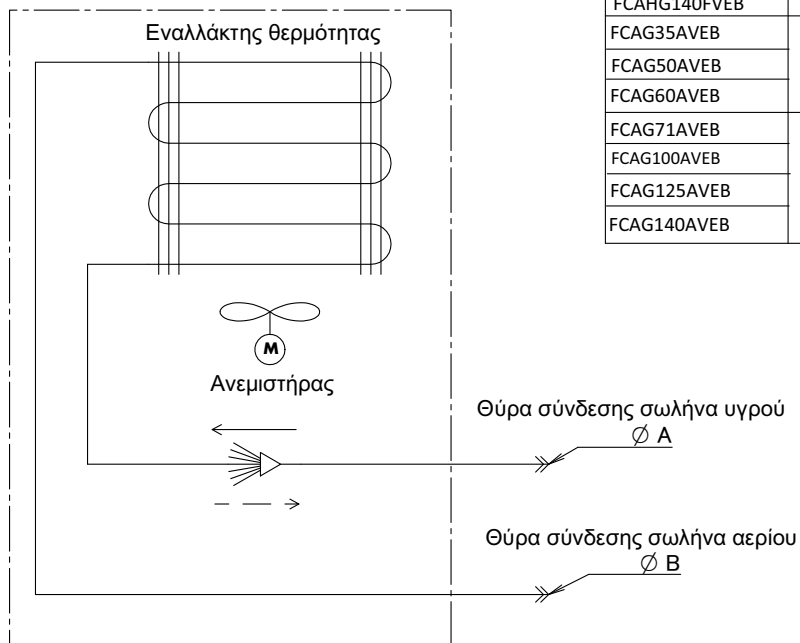 Εναλλάκτης θερμότητας
M
Ανεμιστήρας
Θύρα σύνδεσης σωλήνα υγρού
∅ A
Θύρα σύνδεσης σωλήνα αερίου
∅ B
FCAHG140FVEB
FCAG35AVEB
FCAG50AVEB
FCAG60AVEB
FCAG71AVEB
FCAG100AVEB
FCAG125AVEB
FCAG140AVEB